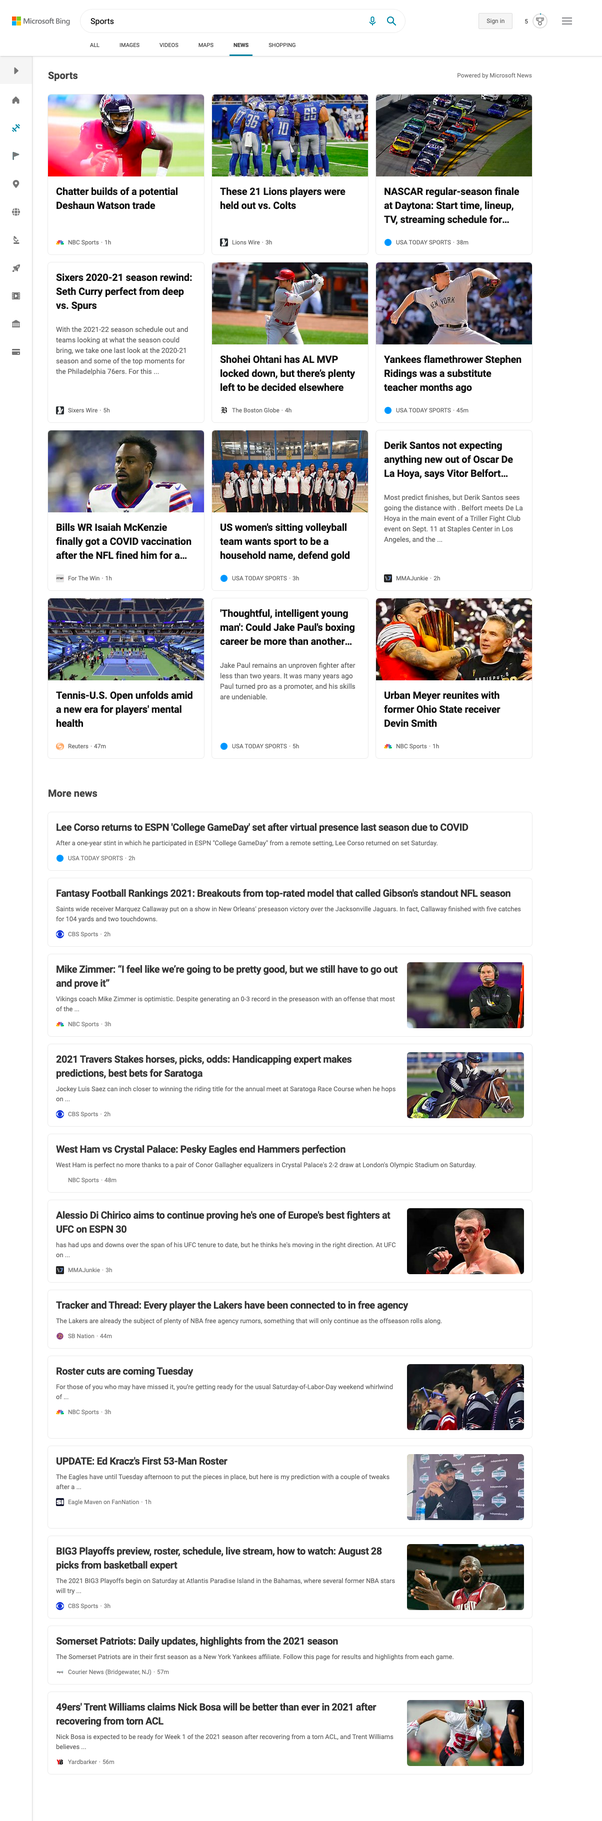 Microsoft Bing
Sports
Sign in
5
ALL
IMAGES
VIDEOS
MAPS
NEWS
SHOPPING
Sports
Powered by Microsoft News
Chatter builds of a potential
Deshaun Watson trade
NBC Sports · 1h
These 21 Lions players were
held out vs. Colts
Lions Wire · 3h
NASCAR regular-season finale
at Daytona: Start time, lineup,
TV, streaming schedule for...
USA TODAY SPORTS · 38m
Sixers 2020-21 season rewind:
Seth Curry perfect from deep
vs. Spurs
With the 2021-22 season schedule out and
teams looking at what the season could
bring, we take one last look at the 2020-21
season and some of the top moments for
the Philadelphia 76ers. For this ...
Sixers Wire · 5h
Shohei Ohtani has AL MVP
locked down, but there's plenty
left to be decided elsewhere
The Boston Globe · 4h
Yankees flamethrower Stephen
Ridings was a substitute
teacher months ago
USA TODAY SPORTS · 45m
Bills WR Isaiah McKenzie
finally got a COVID vaccination
after the NFL fined him for a...
For The Win · 1h
US women's sitting volleyball
team wants sport to be a
household name, defend gold
USA TODAY SPORTS · 3h
Derik Santos not expecting
anything new out of Oscar De
La Hoya, says Vitor Belfort...
Most predict finishes, but Derik Santos sees
going the distance with . Belfort meets De La
Hoya in the main event of a Triller Fight Club
event on Sept. 11 at Staples Center in Los
Angeles, and the ...
MMAJunkie · 2h
Tennis-U.S. Open unfolds amid
a new era for players' mental
health
Reuters · 47m
'Thoughtful, intelligent young
man': Could Jake Paul's boxing
career be more than another...
Jake Paul remains an unproven fighter after
less than two years. It was many years ago
Paul turned pro as a promoter, and his skills
are undeniable.
USA TODAY SPORTS · 5h
Urban Meyer reunites with
former Ohio State receiver
Devin Smith
NBC Sports · 1h
More news
Lee Corso returns to ESPN 'College GameDay' set after virtual presence last season due to COVID
After a one-year stint in which he participated in ESPN "College GameDay" from a remote setting, Lee Corso returned on set Saturday.
USA TODAY SPORTS · 2h
Fantasy Football Rankings 2021: Breakouts from top-rated model that called Gibson's standout NFL season
Saints wide receiver Marquez Callaway put on a show in New Orleans' preseason victory over the Jacksonville Jaguars. In fact, Callaway finished with five catches
for 104 yards and two touchdowns.
CBS Sports · 2h
Mike Zimmer: “I feel like we’re going to be pretty good, but we still have to go out
and prove it”
Vikings coach Mike Zimmer is optimistic. Despite generating an 0-3 record in the preseason with an offense that most
of the ...
NBC Sports · 3h
2021 Travers Stakes horses, picks, odds: Handicapping expert makes
predictions, best bets for Saratoga
Jockey Luis Saez can inch closer to winning the riding title for the annual meet at Saratoga Race Course when he hops
on ...
CBS Sports · 2h
West Ham vs Crystal Palace: Pesky Eagles end Hammers perfection
West Ham is perfect no more thanks to a pair of Conor Gallagher equalizers in Crystal Palace's 2-2 draw at London's Olympic Stadium on Saturday.
NBC Sports · 48m
Alessio Di Chirico aims to continue proving he's one of Europe's best fighters at
UFC on ESPN 30
has had ups and downs over the span of his UFC tenure to date, but he thinks he's moving in the right direction. At UFC
on ...
MMAJunkie · 3h
Tracker and Thread: Every player the Lakers have been connected to in free agency
The Lakers are already the subject of plenty of NBA free agency rumors, something that will only continue as the offseason rolls along.
SB Nation · 44m
Roster cuts are coming Tuesday
For those of you who may have missed it, you're getting ready for the usual Saturday-of-Labor-Day weekend whirlwind
of ...
NBC Sports · 3h
UPDATE: Ed Kracz's First 53-Man Roster
The Eagles have until Tuesday afternoon to put the pieces in place, but here is my prediction with a couple of tweaks
after a ...
Eagle Maven on FanNation · 1h
BIG3 Playoffs preview, roster, schedule, live stream, how to watch: August 28
picks from basketball expert
The 2021 BIG3 Playoffs begin on Saturday at Atlantis Paradise Island in the Bahamas, where several former NBA stars
will try ...
CBS Sports · 3h
Somerset Patriots: Daily updates, highlights from the 2021 season
The Somerset Patriots are in their first season as a New York Yankees affiliate. Follow this page for results and highlights from each game.
Courier News (Bridgewater, NJ) · 57m
49ers' Trent Williams claims Nick Bosa will be better than ever in 2021 after
recovering from torn ACL
Nick Bosa is expected to be ready for Week 1 of the 2021 season after recovering from a torn ACL, and Trent Williams
believes ...
Yardbarker · 56m